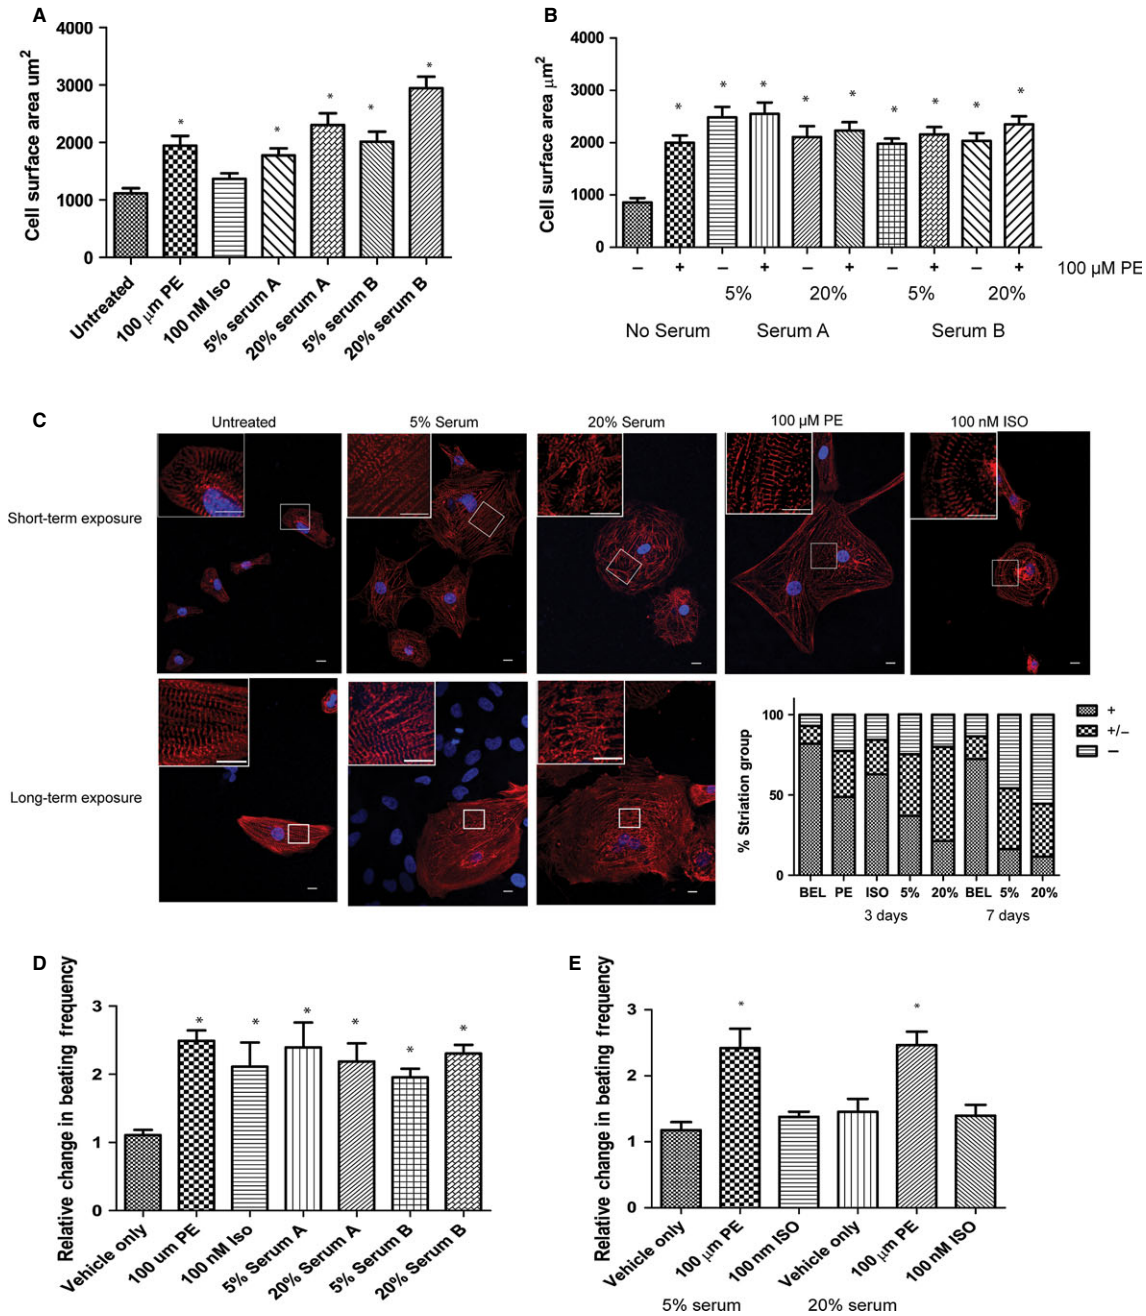 A
Cell surface area um2
4000
3000
2000
1000
0
Untreated
100 µm PE
100 nM Iso
5% serum A
20% serum A
5% serum B
20% serum B
* * * * *
B
Cell surface area µm2
4000
3000
2000
1000
0
* * * * * * * * *
– + – + – + – + – + 100 µM PE
5% 20% 5% 20%
No Serum Serum A Serum B
C
Untreated 5% Serum 20% Serum 100 µM PE 100 nM ISO
Short-term exposure
Long-term exposure
% Striation group
100
50
0
+
+/–
–
BEL PE ISO 5% 20% BEL 5% 20%
3 days 7 days
D
Relative change in beating frequency
3
2
1
0
* * * * * *
Vehicle only
100 um PE
100 nM Iso
5% Serum A
20% Serum A
5% Serum B
20% Serum B
E
Relative change in beating frequency
3
2
1
0
* *
Vehicle only
100 µm PE
100 nm ISO
Vehicle only
100 µm PE
100 nM ISO
5% serum 20% serum